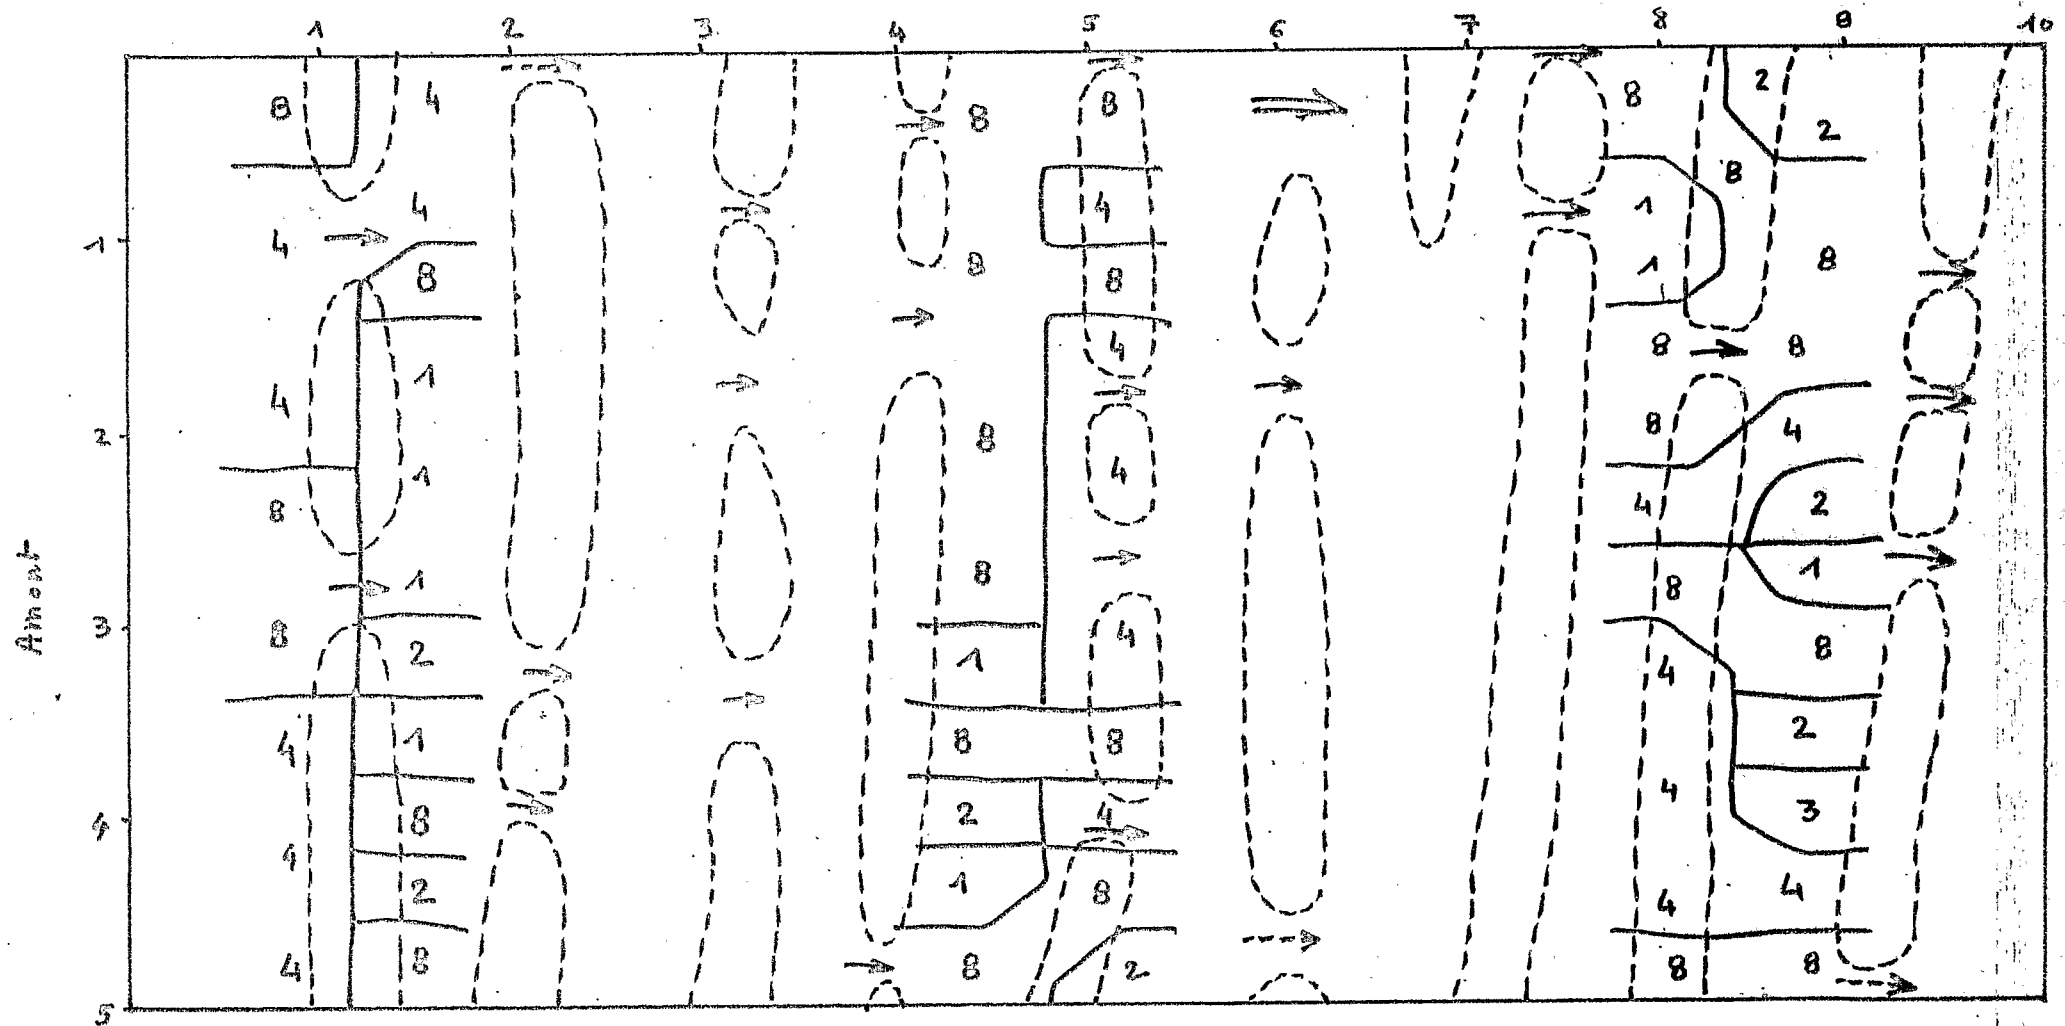 1 2 3 4 5 6 7 8 9 10
8 4 8 8 8 2
2
4 4 4 1 8
4 8 8 8 1 8
4 1 4 8 8
8 8 4
8 1 4 4 2
1 8 8 1
8 2 1 4 4 8
4 1 8 8 2
8 2 4 4 3
4 2 1 8 4 4
4 8 8 2 8 8
1
2
3
4
5
Amont